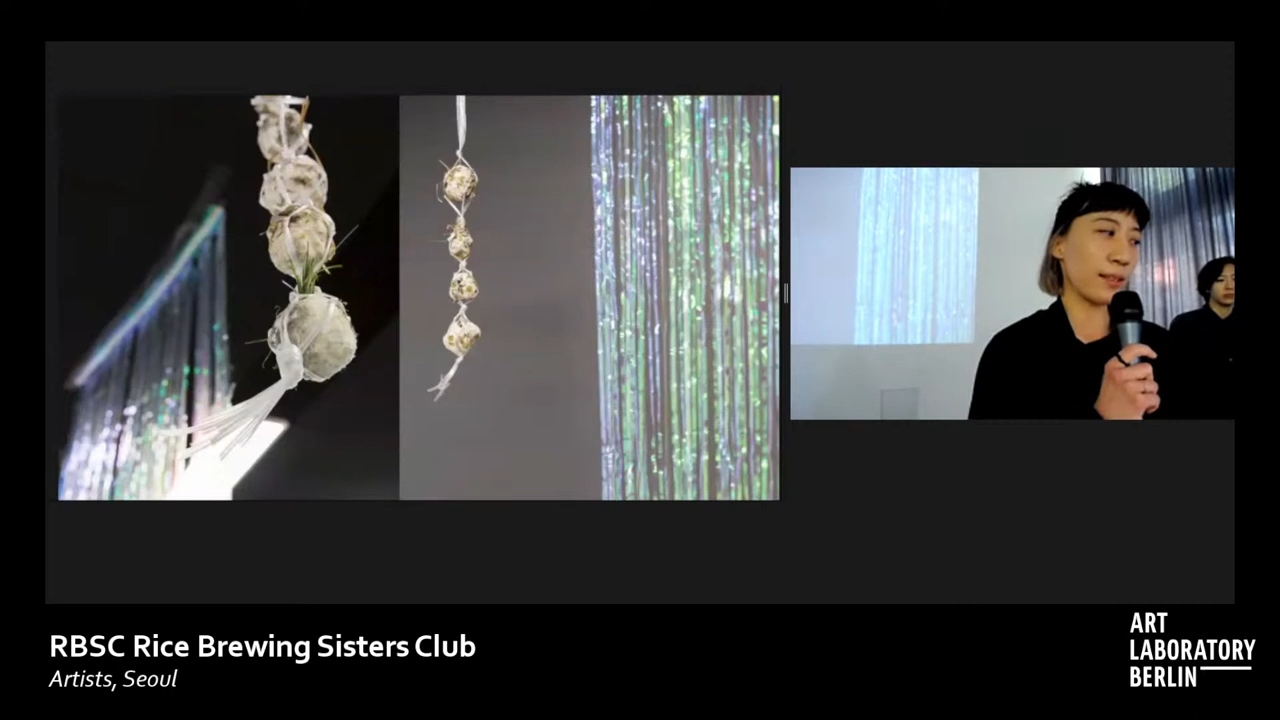 RBSC Rice Brewing Sisters Club
Artists, Seoul
ART
LABORATORY
BERLIN